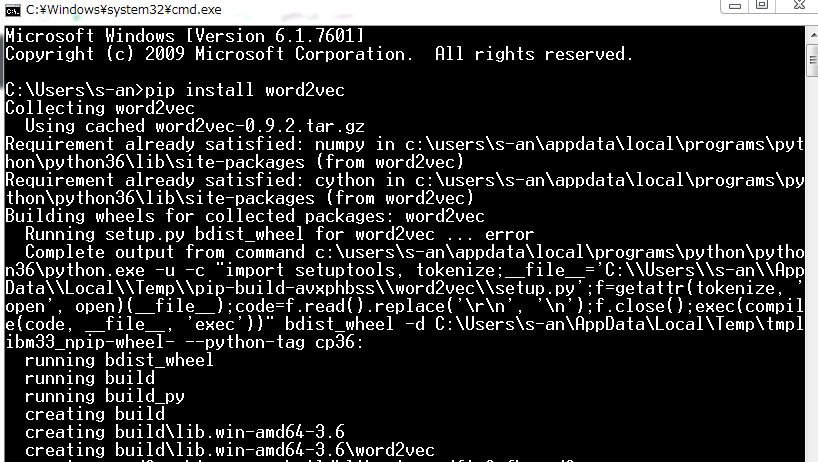 C:¥Windows¥system32¥cmd.exe
Microsoft Windows [Version 6.1.7601]
Copyright (c) 2009 Microsoft Corporation.  All rights reserved.
C:\Users\s-an>pip install word2vec
Collecting word2vec
  Using cached word2vec-0.9.2.tar.gz
Requirement already satisfied: numpy in c:\users\s-an\appdata\local\programs\pyt
hon\python36\lib\site-packages (from word2vec)
Requirement already satisfied: cython in c:\users\s-an\appdata\local\programs\py
thon\python36\lib\site-packages (from word2vec)
Building wheels for collected packages: word2vec
  Running setup.py bdist_wheel for word2vec ... error
  Complete output from command c:\users\s-an\appdata\local\programs\python\pytho
n36\python.exe -u -c "import setuptools, tokenize;__file__='C:\\Users\\s-an\\App
Data\\Local\\Temp\\pip-build-avxphbss\\word2vec\\setup.py';f=getattr(tokenize, '
open', open)(__file__);code=f.read().replace('\r\n', '\n');f.close();exec(compil
e(code, __file__, 'exec'))" bdist_wheel -d C:\Users\s-an\AppData\Local\Temp\tmpl
ibm33_npip-wheel- --python-tag cp36:
  running bdist_wheel
  running build
  running build_py
  creating build
  creating build\lib.win-amd64-3.6
  creating build\lib.win-amd64-3.6\word2vec